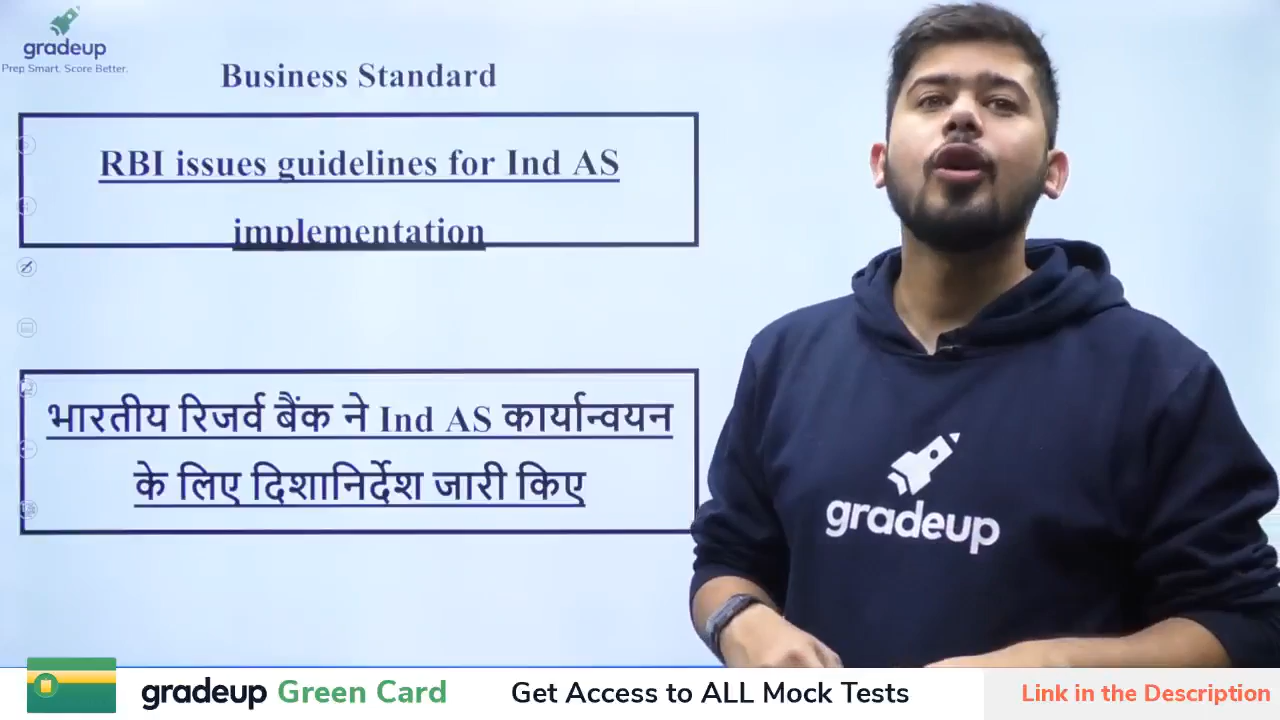 gradeup
Prep Smart. Score Better.
Business Standard
RBI issues guidelines for Ind AS
implementation
भारतीय रिजर्व बैंक ने Ind AS कार्यान्वयन
के लिए दिशानिर्देश जारी किए
gradeup
gradeup Green Card
Get Access to ALL Mock Tests
Link in the Description